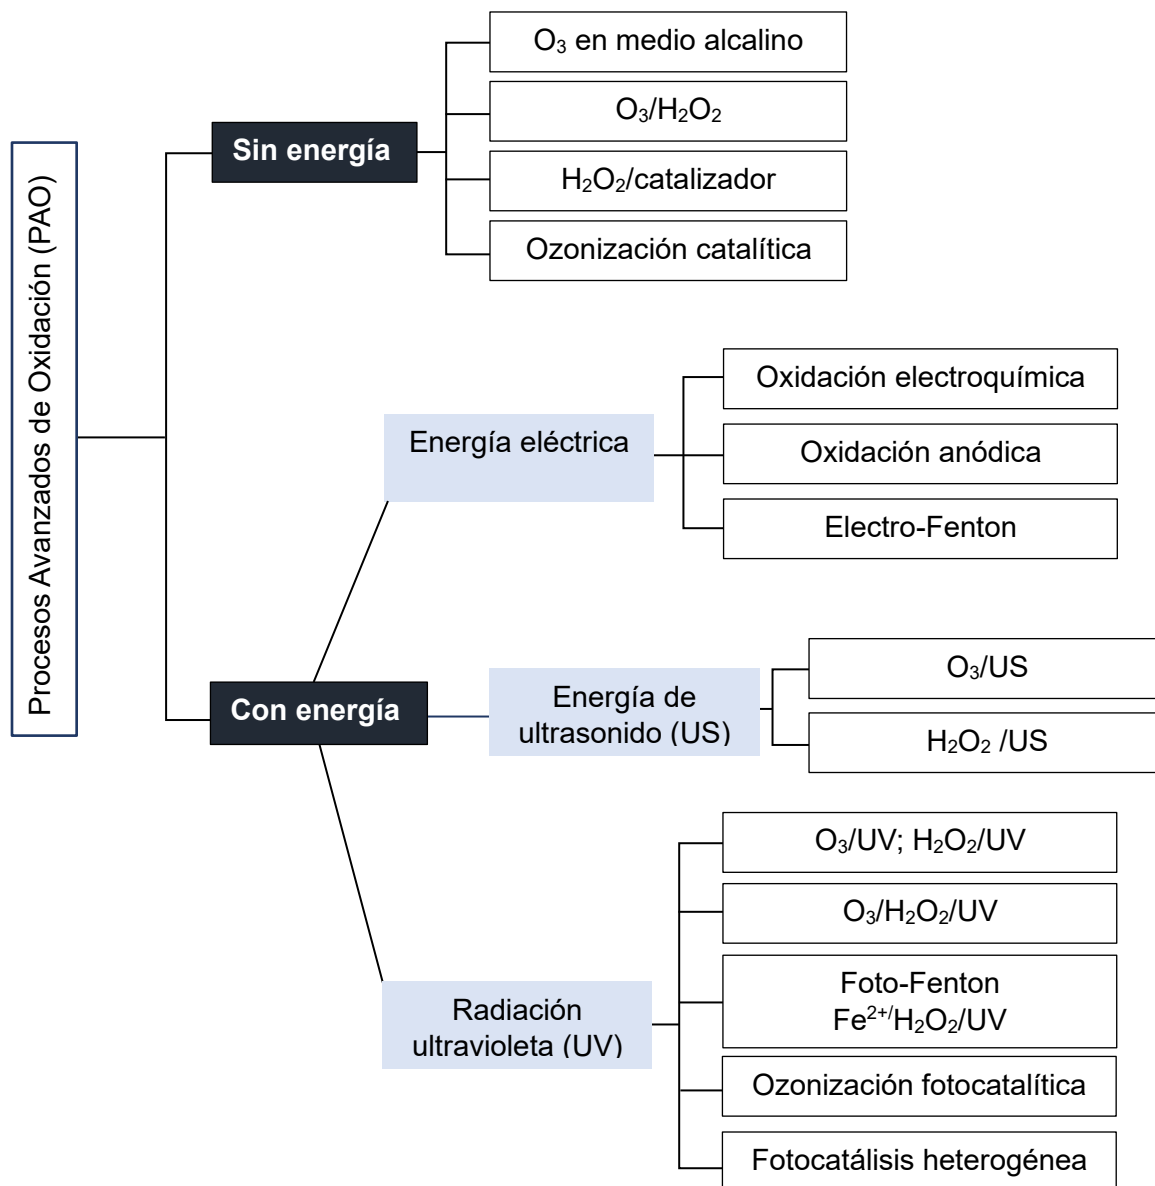 Procesos Avanzados de Oxidación (PAO)
Sin energía
O₃ en medio alcalino
O₃/H₂O₂
H₂O₂/catalizador
Ozonización catalítica
Con energía
Energía eléctrica
Oxidación electroquímica
Oxidación anódica
Electro-Fenton
Energía de
ultrasonido (US)
O₃/US
H₂O₂ /US
Radiación
ultravioleta (UV)
O₃/UV; H₂O₂/UV
O₃/H₂O₂/UV
Foto-Fenton
Fe²⁺/H₂O₂/UV
Ozonización fotocatalítica
Fotocatálisis heterogénea